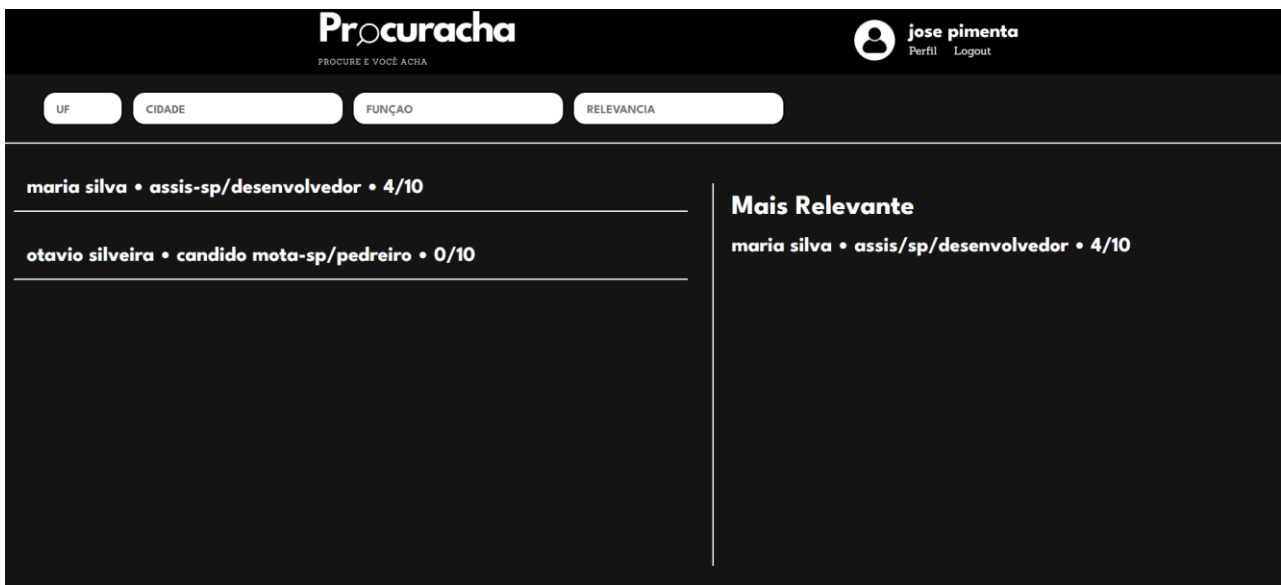 Procuracha
PROCURE E VOCÊ ACHA
jose pimenta
Perfil Logout
UF CIDADE FUNÇAO RELEVANCIA
maria silva • assis-sp/desenvolvedor • 4/10
otavio silveira • candido mota-sp/pedreiro • 0/10
Mais Relevante
maria silva • assis/sp/desenvolvedor • 4/10